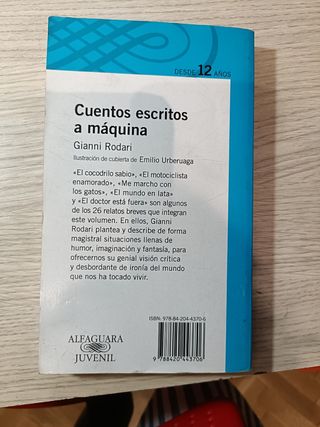 DESDE 12 AÑOS
Cuentos escritos
a máquina
Gianni Rodari
Ilustración de cubierta de Emilio Urberuaga
«El cocodrilo sabio», «El motociclista
enamorado», «Me marcho con
los gatos», «El mundo en lata»
y «El doctor está fuera» son algunos
de los 26 relatos breves que integran
este volumen. En ellos, Gianni
Rodari plantea y describe de forma
magistral situaciones llenas de
humor, imaginación y fantasía, para
ofrecernos su genial visión crítica
y desbordante de ironía del mundo
que nos ha tocado vivir.
ISBN: 978-84-204-4370-6
ALFAGUARA
JUVENIL
9 788420 443706